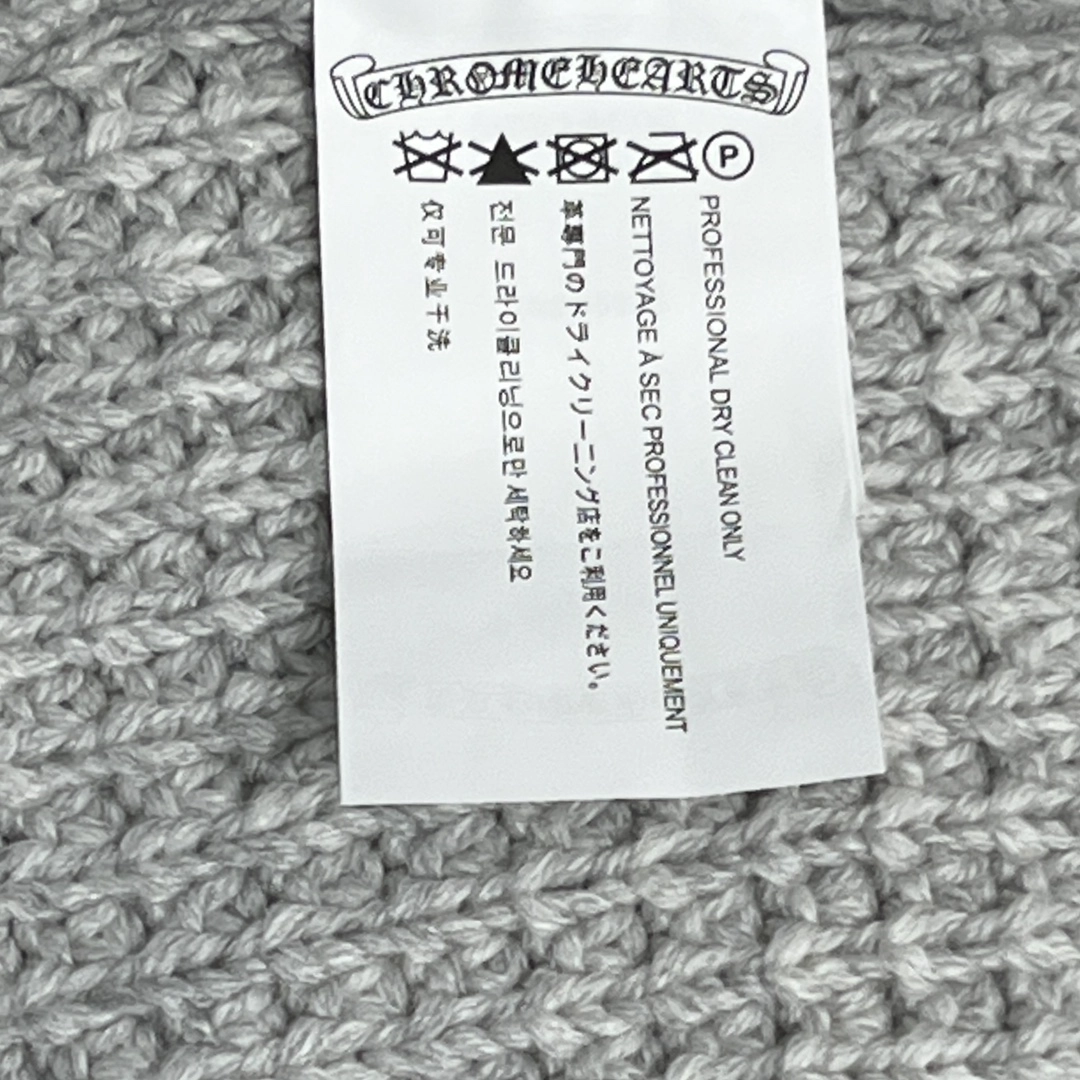 CHROMEHEARTS
P
PROFESSIONAL DRY CLEAN ONLY
NETTOYAGE À SEC PROFESSIONNEL UNIQUEMENT
革専門のドライクリーニング店をご利用ください。
전문 드라이클리닝으로만 세탁하세요
仅可专业干洗